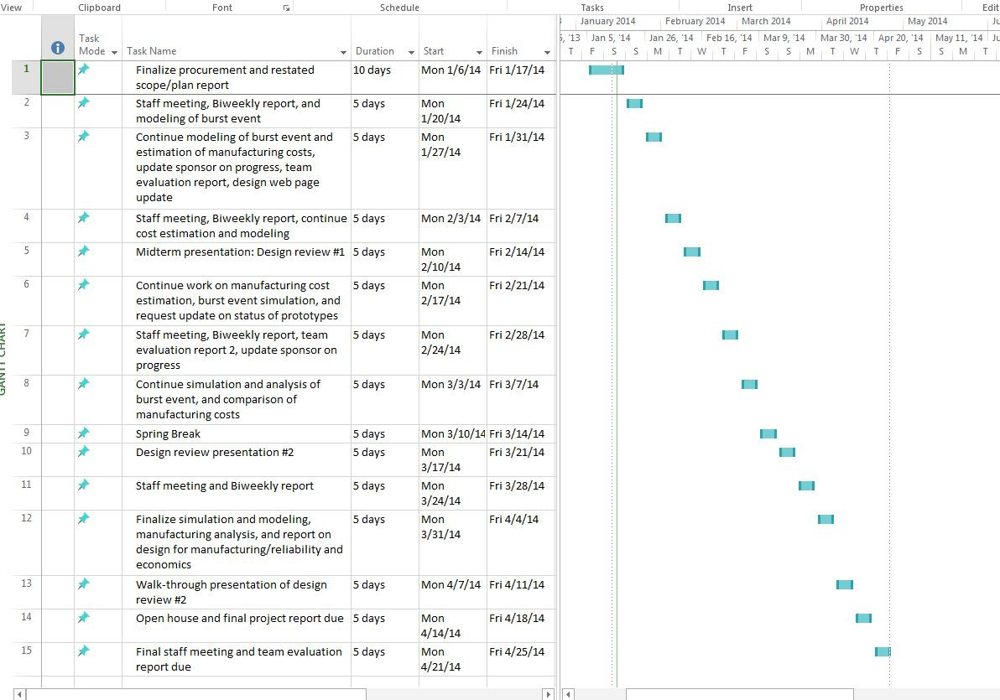 View Clipboard Font Schedule Tasks Insert Properties Edit
January 2014 February 2014 March 2014 April 2014 May 2014
Task
Mode Task Name Duration Start Finish
5, '13 Jan 5, '14 Jan 26, '14 Feb 16, '14 Mar 9, '14 Mar 30, '14 Apr 20, '14 May 11, '14
T F S S M T W T F S S M T W T F S S M T
1 Finalize procurement and restated 10 days Mon 1/6/14 Fri 1/17/14
scope/plan report
2 Staff meeting, Biweekly report, and 5 days Mon Fri 1/24/14
modeling of burst event 1/20/14
3 Continue modeling of burst event and 5 days Mon Fri 1/31/14
estimation of manufacturing costs, 1/27/14
update sponsor on progress, team
evaluation report, design web page
update
4 Staff meeting, Biweekly report, continue 5 days Mon 2/3/14 Fri 2/7/14
cost estimation and modeling
5 Midterm presentation: Design review #1 5 days Mon Fri 2/14/14
2/10/14
6 Continue work on manufacturing cost 5 days Mon Fri 2/21/14
estimation, burst event simulation, and 2/17/14
request update on status of prototypes
7 Staff meeting, Biweekly report, team 5 days Mon Fri 2/28/14
evaluation report 2, update sponsor on 2/24/14
progress
8 Continue simulation and analysis of 5 days Mon 3/3/14 Fri 3/7/14
burst event, and comparison of
manufacturing costs
9 Spring Break 5 days Mon 3/10/14 Fri 3/14/14
10 Design review presentation #2 5 days Mon Fri 3/21/14
3/17/14
11 Staff meeting and Biweekly report 5 days Mon Fri 3/28/14
3/24/14
12 Finalize simulation and modeling, 5 days Mon Fri 4/4/14
manufacturing analysis, and report on 3/31/14
design for manufacturing/reliability and
economics
13 Walk-through presentation of design 5 days Mon 4/7/14 Fri 4/11/14
review #2
14 Open house and final project report due 5 days Mon Fri 4/18/14
4/14/14
15 Final staff meeting and team evaluation 5 days Mon Fri 4/25/14
report due 4/21/14
GANTT CHART